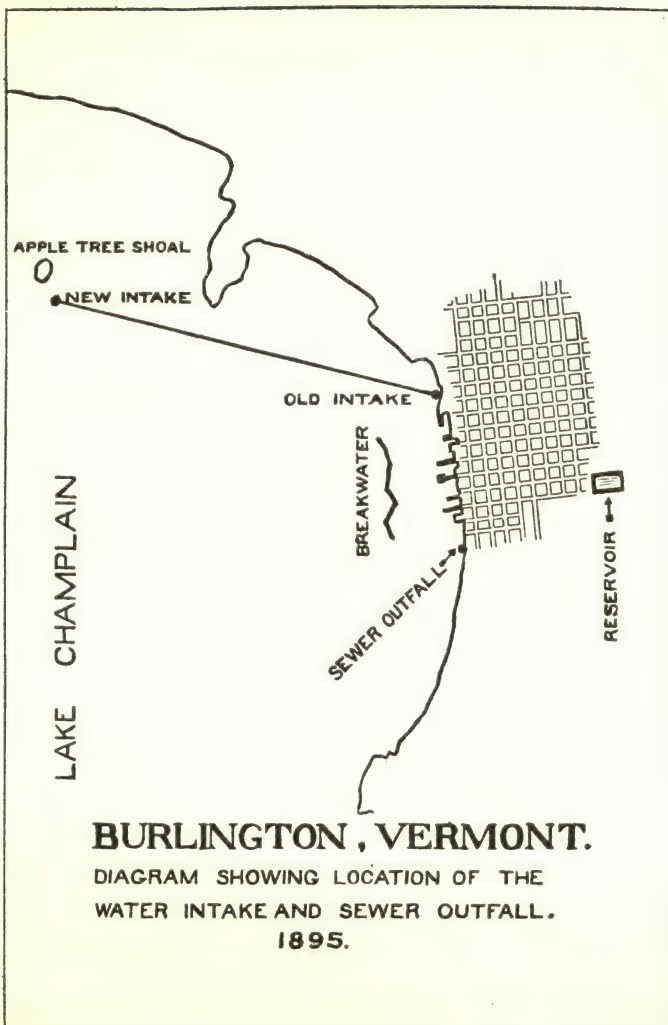 APPLE TREE SHOAL
NEW INTAKE
OLD INTAKE
BREAKWATER
LAKE CHAMPLAIN
SEWER OUTFALL
RESERVOIR
BURLINGTON, VERMONT.
DIAGRAM SHOWING LOCATION OF THE
WATER INTAKE AND SEWER OUTFALL.
1895.